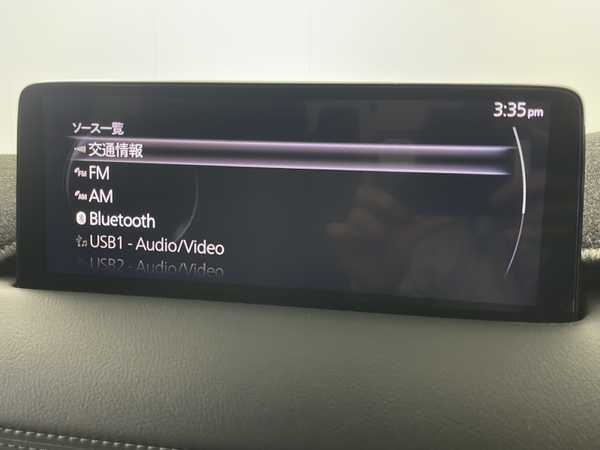 3:35pm
ソース一覧
交通情報
FM
AM
Bluetooth
USB1 - Audio/Video
USB2 - Audio/Video